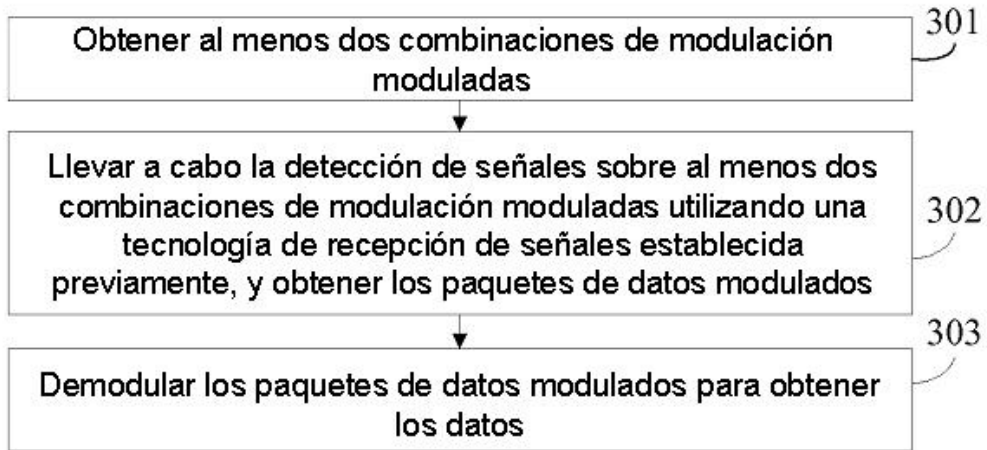 Obtener al menos dos combinaciones de modulación
moduladas
301
Llevar a cabo la detección de señales sobre al menos dos
combinaciones de modulación moduladas utilizando una
tecnología de recepción de señales establecida
previamente, y obtener los paquetes de datos modulados
302
Demodular los paquetes de datos modulados para obtener
los datos
303